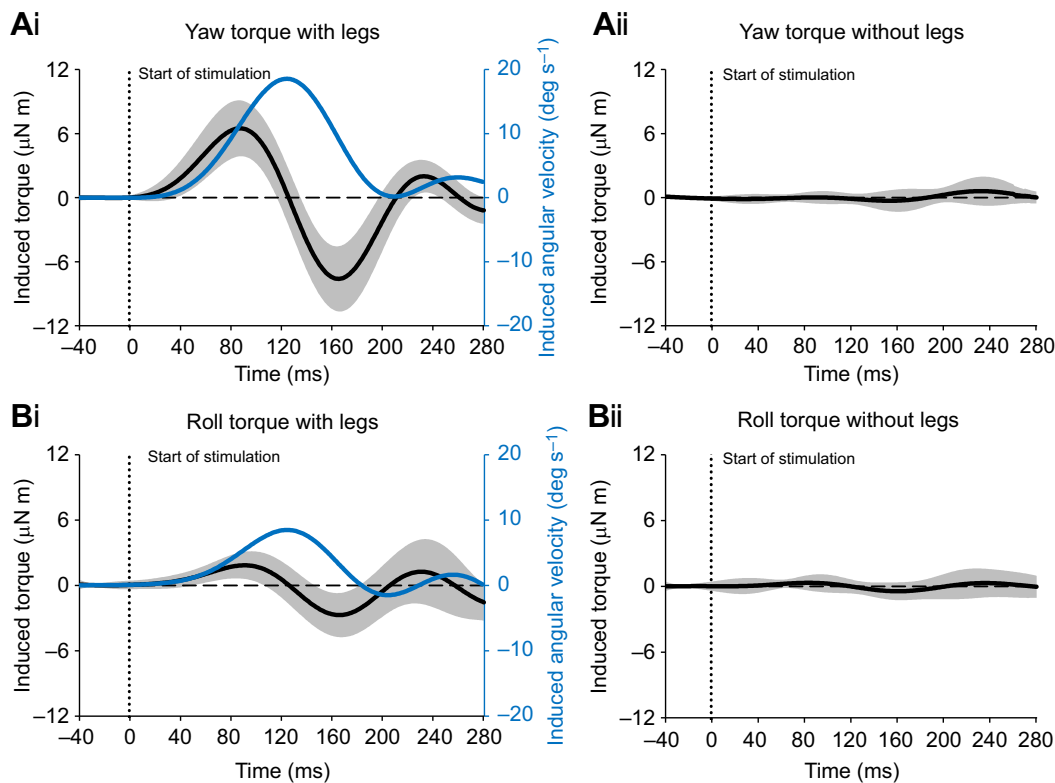 Ai
Yaw torque with legs
Induced torque (μN m)
12
6
0
–6
–12
Start of stimulation
20
10
0
–10
–20
Induced angular velocity (deg s–1)
–40 0 40 80 120 160 200 240 280
Time (ms)
Aii
Yaw torque without legs
Induced torque (μN m)
12
6
0
–6
–12
Start of stimulation
–40 0 40 80 120 160 200 240 280
Time (ms)
Bi
Roll torque with legs
Induced torque (μN m)
12
6
0
–6
–12
Start of stimulation
20
10
0
–10
–20
Induced angular velocity (deg s–1)
–40 0 40 80 120 160 200 240 280
Time (ms)
Bii
Roll torque without legs
Induced torque (μN m)
12
6
0
–6
–12
Start of stimulation
–40 0 40 80 120 160 200 240 280
Time (ms)